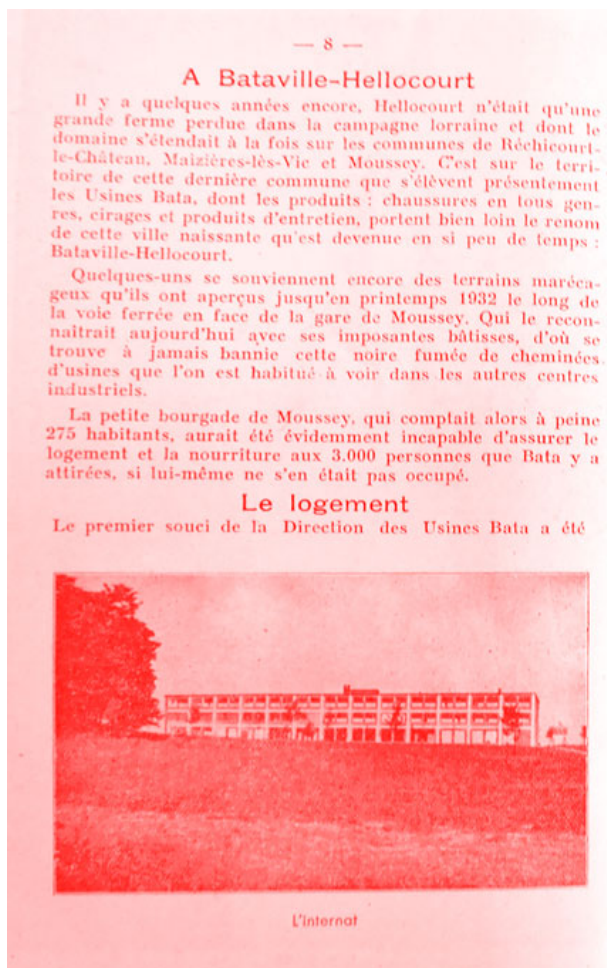 — 8 —
A Bataville-Hellocourt
Il y a quelques années encore, Hellocourt n'était qu'une
grande ferme perdue dans la campagne lorraine et dont le
domaine s'étendait à la fois sur les communes de Réchicourt-
le-Château, Maizières-lès-Vic et Moussey. C'est sur le terri-
toire de cette dernière commune que s'élèvent présentement
les Usines Bata, dont les produits : chaussures en tous gen-
res, cirages et produits d'entretien, portent bien loin le renom
de cette ville naissante qu'est devenue en si peu de temps :
Bataville-Hellocourt.
Quelques-uns se souviennent encore des terrains maréca-
geux qu'ils ont aperçus jusqu'en printemps 1932 le long de
la voie ferrée en face de la gare de Moussey. Qui le recon-
naîtrait aujourd'hui avec ses imposantes bâtisses, d'où se
trouve à jamais bannie cette noire fumée de cheminées
d'usines que l'on est habitué à voir dans les autres centres
industriels.
La petite bourgade de Moussey, qui comptait alors à peine
275 habitants, aurait été évidemment incapable d'assurer le
logement et la nourriture aux 3.000 personnes que Bata y a
attirées, si lui-même ne s'en était pas occupé.
Le logement
Le premier souci de la Direction des Usines Bata a été
L'internat